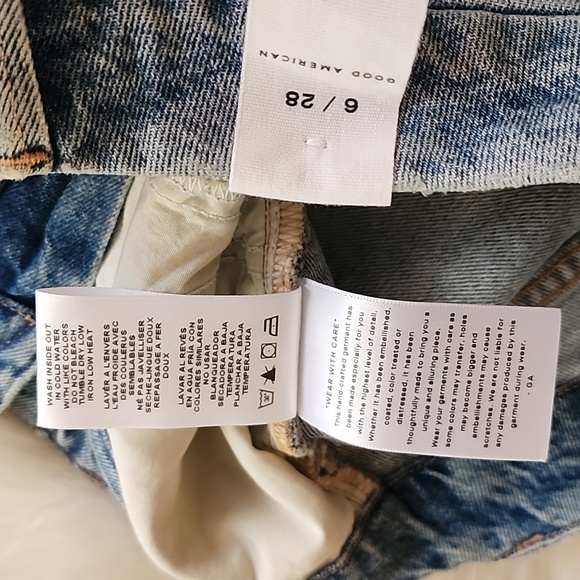 GOOD AMERICAN
6 / 28
WASH INSIDE OUT
IN COLD WATER
WITH LIKE COLORS
DO NOT BLEACH
TUMBLE DRY LOW
IRON LOW HEAT
LAVER A L'ENVERS
L'EAU FROIDAVEC
DES COULERUS
SEMBLABLES
NE PAS JAVELLISER
SECHE-LINGUE DOUX
REPASSAGE A FER
DOUX
LAVAR AL REVÉS
EN AGUA FRÍA CON
COLORES SIMILARES
NO USAR
BLANQUEADOR
SECADORA A BAJA
TEMPERATURA
PLANCHAR A BAJA
TEMPERATURA
"WEAR WITH CARE"
This hand-crafted garment has
been made especially for you
with the highest level of detail.
Whether it has been embellished,
coated, or treated or
distressed, it has been
thoughtfully made to bring you a
unique and alluring piece.
Wear your garments with care as
some colors may transfer, holes
may become bigger and
embellishments may cause
scratches. We are not liable for
any damages produced by this
garment during wear.
- GA